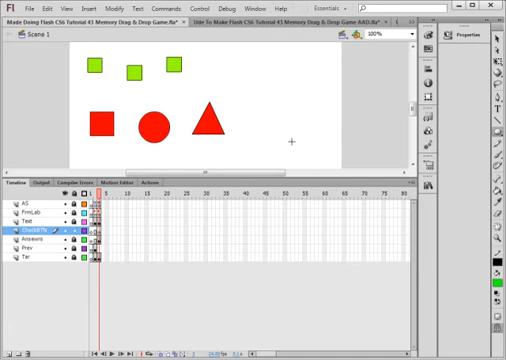 Fl File Edit View Insert Modify Text Commands Control Debug Window Help Essentials
Made Doing Flash CS6 Tutorial 43 Memory Drag & Drop Game.fla* × Ude To Make Flash CS6 Tutorial 43 Memory Drag & Drop Game AAD.fla* ×
Scene 1 100% Properties
Timeline Output Compiler Errors Motion Editor Actions
5 10 15 20 25 30 35 40 45 50 55 60 65 70 75 80
AS
FrmLab
Text
CheckBTN
Answers
Prev
Tar